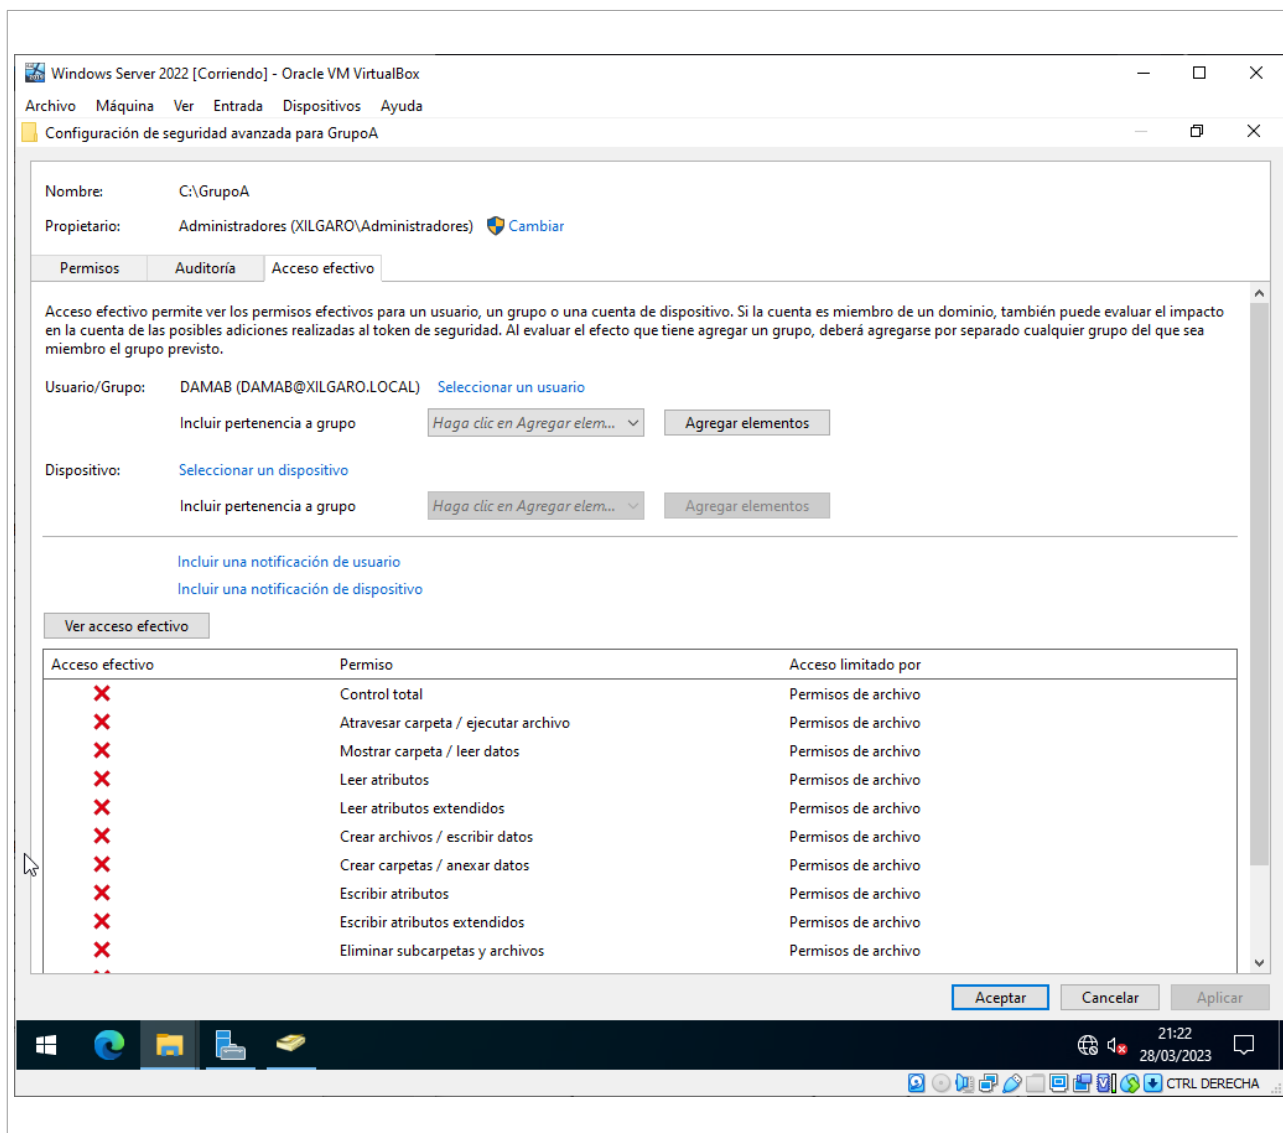 Windows Server 2022 [Corriendo] - Oracle VM VirtualBox
Archivo Máquina Ver Entrada Dispositivos Ayuda
Configuración de seguridad avanzada para GrupoA
Nombre: C:\GrupoA
Propietario: Administradores (XILGARO\Administradores) Cambiar
Permisos Auditoría Acceso efectivo
Acceso efectivo permite ver los permisos efectivos para un usuario, un grupo o una cuenta de dispositivo. Si la cuenta es miembro de un dominio, también puede evaluar el impacto
en la cuenta de las posibles adiciones realizadas al token de seguridad. Al evaluar el efecto que tiene agregar un grupo, deberá agregarse por separado cualquier grupo del que sea
miembro el grupo previsto.
Usuario/Grupo: DAMAB (DAMAB@XILGARO.LOCAL) Seleccionar un usuario
Incluir pertenencia a grupo Haga clic en Agregar elem... Agregar elementos
Dispositivo: Seleccionar un dispositivo
Incluir pertenencia a grupo Haga clic en Agregar elem... Agregar elementos
Incluir una notificación de usuario
Incluir una notificación de dispositivo
Ver acceso efectivo
Acceso efectivo Permiso Acceso limitado por
Control total Permisos de archivo
Atravesar carpeta / ejecutar archivo Permisos de archivo
Mostrar carpeta / leer datos Permisos de archivo
Leer atributos Permisos de archivo
Leer atributos extendidos Permisos de archivo
Crear archivos / escribir datos Permisos de archivo
Crear carpetas / anexar datos Permisos de archivo
Escribir atributos Permisos de archivo
Escribir atributos extendidos Permisos de archivo
Eliminar subcarpetas y archivos Permisos de archivo
Aceptar Cancelar Aplicar
21:22
28/03/2023
CTRL DERECHA